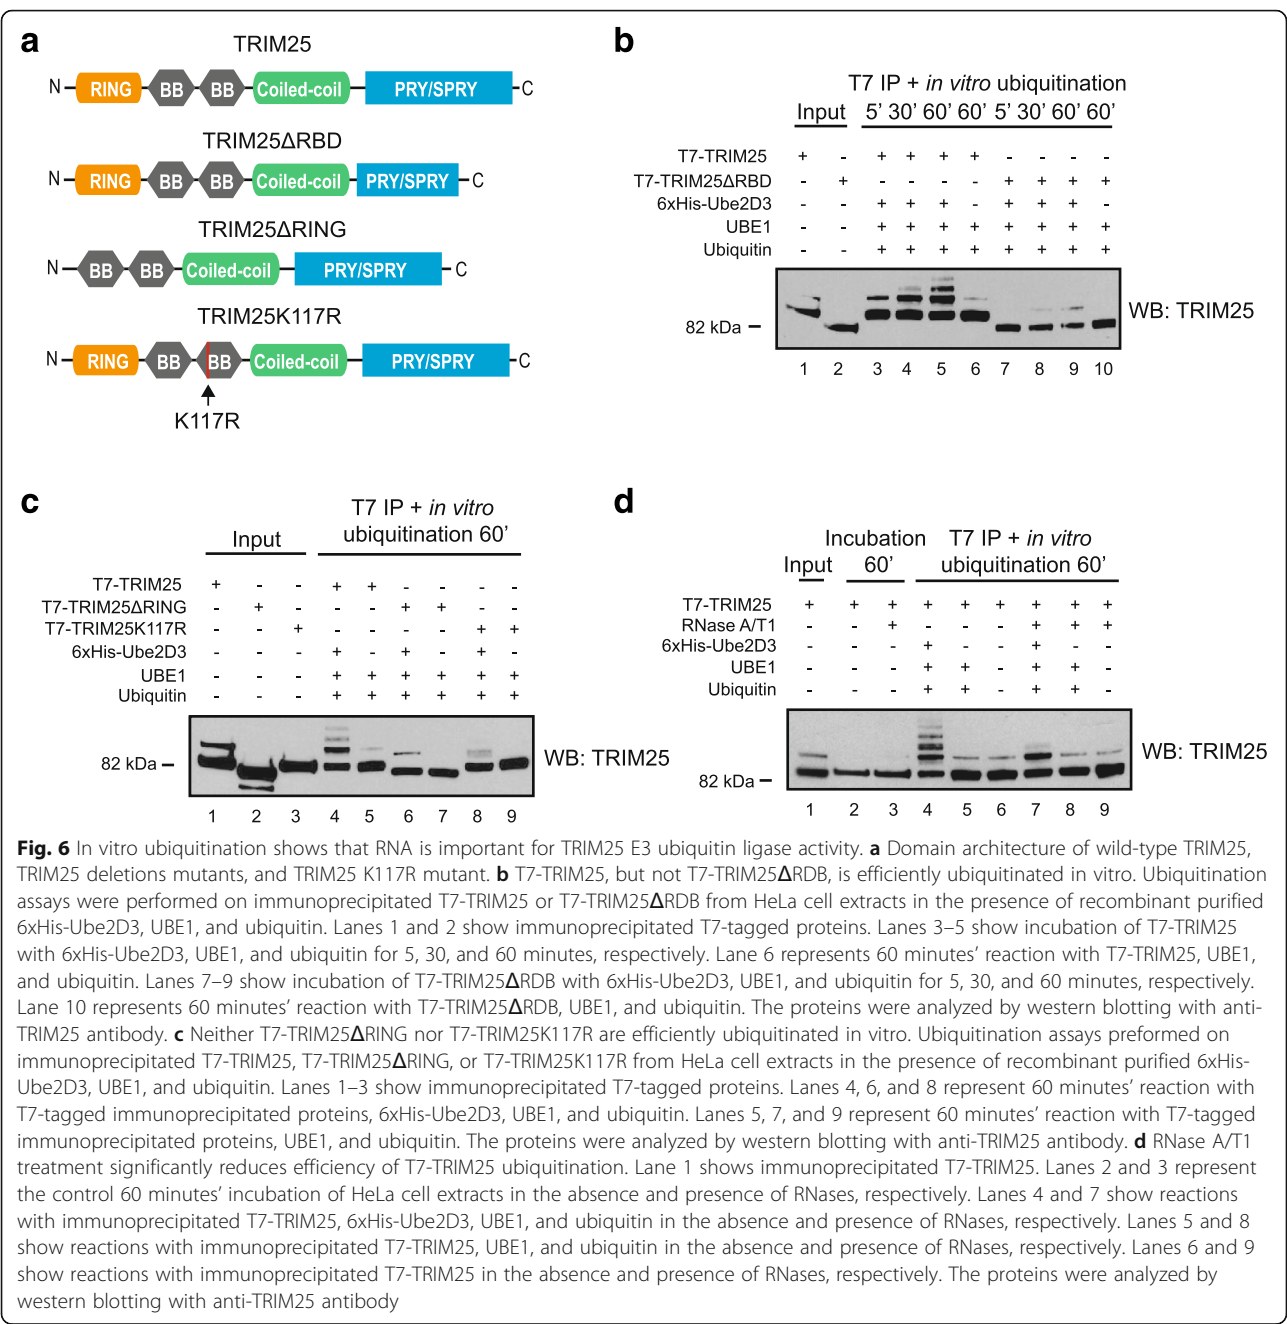 a
TRIM25
N RING BB BB Coiled-coil PRY/SPRY C
TRIM25ΔRBD
N RING BB BB Coiled-coil PRY/SPRY C
TRIM25ΔRING
N BB BB Coiled-coil PRY/SPRY C
TRIM25K117R
N RING BB BB Coiled-coil PRY/SPRY C
K117R
b
T7 IP + in vitro ubiquitination
Input 5’ 30’ 60’ 60’ 5’ 30’ 60’ 60’
T7-TRIM25 + - + + + + - - - -
T7-TRIM25ΔRBD - + - - - - + + + +
6xHis-Ube2D3 - - + + + - + + + -
UBE1 - - + + + + + + + +
Ubiquitin - - + + + + + + + +
82 kDa
WB: TRIM25
1 2 3 4 5 6 7 8 9 10
c
T7 IP + in vitro
ubiquitination 60’
Input
T7-TRIM25 + - - + + - - - -
T7-TRIM25ΔRING - + - - - + + - -
T7-TRIM25K117R - - + - - - - + +
6xHis-Ube2D3 - - - + - + - + -
UBE1 - - - + + + + + +
Ubiquitin - - - + + + + + +
82 kDa
WB: TRIM25
1 2 3 4 5 6 7 8 9
d
Incubation T7 IP + in vitro
Input 60’ ubiquitination 60’
T7-TRIM25 + + + + + + + + +
RNase A/T1 - - + - - - + + +
6xHis-Ube2D3 - - - + - - + - -
UBE1 - - - + + - + + -
Ubiquitin - - - + + - + + -
82 kDa
WB: TRIM25
1 2 3 4 5 6 7 8 9
Fig. 6 In vitro ubiquitination shows that RNA is important for TRIM25 E3 ubiquitin ligase activity. a Domain architecture of wild-type TRIM25,
TRIM25 deletions mutants, and TRIM25 K117R mutant. b T7-TRIM25, but not T7-TRIM25ΔRDB, is efficiently ubiquitinated in vitro. Ubiquitination
assays were performed on immunoprecipitated T7-TRIM25 or T7-TRIM25ΔRDB from HeLa cell extracts in the presence of recombinant purified
6xHis-Ube2D3, UBE1, and ubiquitin. Lanes 1 and 2 show immunoprecipitated T7-tagged proteins. Lanes 3–5 show incubation of T7-TRIM25
with 6xHis-Ube2D3, UBE1, and ubiquitin for 5, 30, and 60 minutes, respectively. Lane 6 represents 60 minutes’ reaction with T7-TRIM25, UBE1,
and ubiquitin. Lanes 7–9 show incubation of T7-TRIM25ΔRDB with 6xHis-Ube2D3, UBE1, and ubiquitin for 5, 30, and 60 minutes, respectively.
Lane 10 represents 60 minutes’ reaction with T7-TRIM25ΔRDB, UBE1, and ubiquitin. The proteins were analyzed by western blotting with anti-
TRIM25 antibody. c Neither T7-TRIM25ΔRING nor T7-TRIM25K117R are efficiently ubiquitinated in vitro. Ubiquitination assays preformed on
immunoprecipitated T7-TRIM25, T7-TRIM25ΔRING, or T7-TRIM25K117R from HeLa cell extracts in the presence of recombinant purified 6xHis-
Ube2D3, UBE1, and ubiquitin. Lanes 1–3 show immunoprecipitated T7-tagged proteins. Lanes 4, 6, and 8 represent 60 minutes’ reaction with
T7-tagged immunoprecipitated proteins, 6xHis-Ube2D3, UBE1, and ubiquitin. Lanes 5, 7, and 9 represent 60 minutes’ reaction with T7-tagged
immunoprecipitated proteins, UBE1, and ubiquitin. The proteins were analyzed by western blotting with anti-TRIM25 antibody. d RNase A/T1
treatment significantly reduces efficiency of T7-TRIM25 ubiquitination. Lane 1 shows immunoprecipitated T7-TRIM25. Lanes 2 and 3 represent
the control 60 minutes’ incubation of HeLa cell extracts in the absence and presence of RNases, respectively. Lanes 4 and 7 show reactions
with immunoprecipitated T7-TRIM25, 6xHis-Ube2D3, UBE1, and ubiquitin in the absence and presence of RNases, respectively. Lanes 5 and 8
show reactions with immunoprecipitated T7-TRIM25, UBE1, and ubiquitin in the absence and presence of RNases, respectively. Lanes 6 and 9
show reactions with immunoprecipitated T7-TRIM25 in the absence and presence of RNases, respectively. The proteins were analyzed by
western blotting with anti-TRIM25 antibody